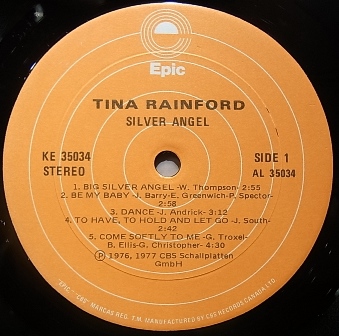 Epic
TINA RAINFORD
SILVER ANGEL
KE 35034
STEREO
SIDE 1
AL 35034
1. BIG SILVER ANGEL -W. Thompson- 2:55
2. BE MY BABY -J. Barry-E. Greenwich-P. Spector-
2:58
3. DANCE -J. Andrick- 3:12
4. TO HAVE, TO HOLD AND LET GO -J. South-
2:42
5. COME SOFTLY TO ME -G. Troxel-
B. Ellis-G. Christopher- 4:30
Ⓟ 1976, 1977 CBS Schallplatten
GmbH
"EPIC," "CBS" MARCAS REG. T.M. MANUFACTURED BY CBS RECORDS CANADA LTD.